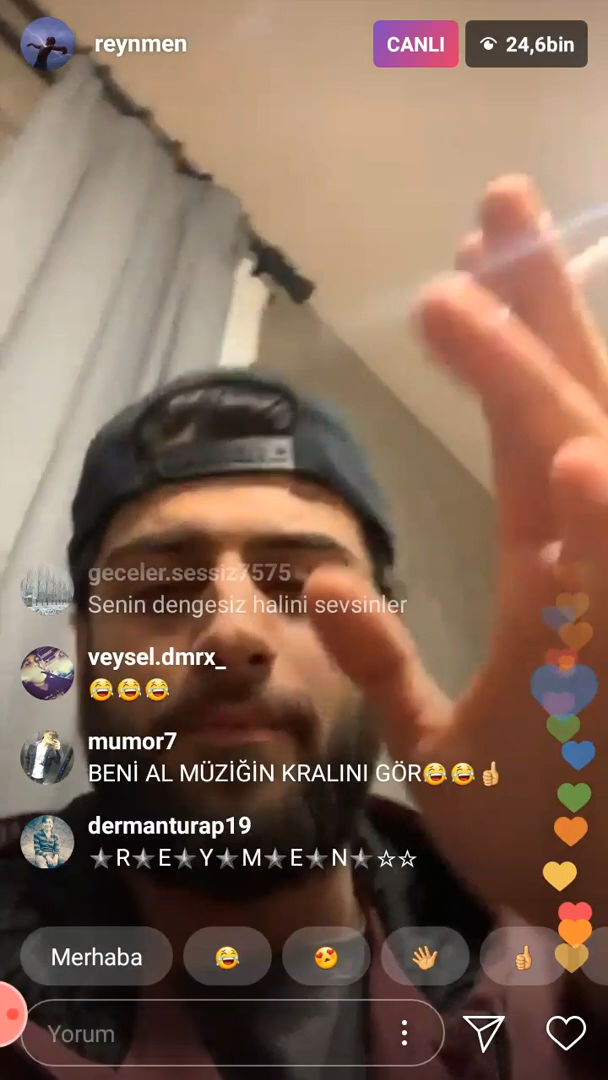 reynmen
CANLI
24,6bin
geceler.sessiz7575
Senin dengesiz halini sevsinler
veysel.dmrx_
😂😂😂
mumor7
BENİ AL MÜZİĞİN KRALINI GÖR😂😂👍
dermanturap19
★R★E★Y★M★E★N★☆☆
Merhaba 😂 😍 👋 👍
Yorum